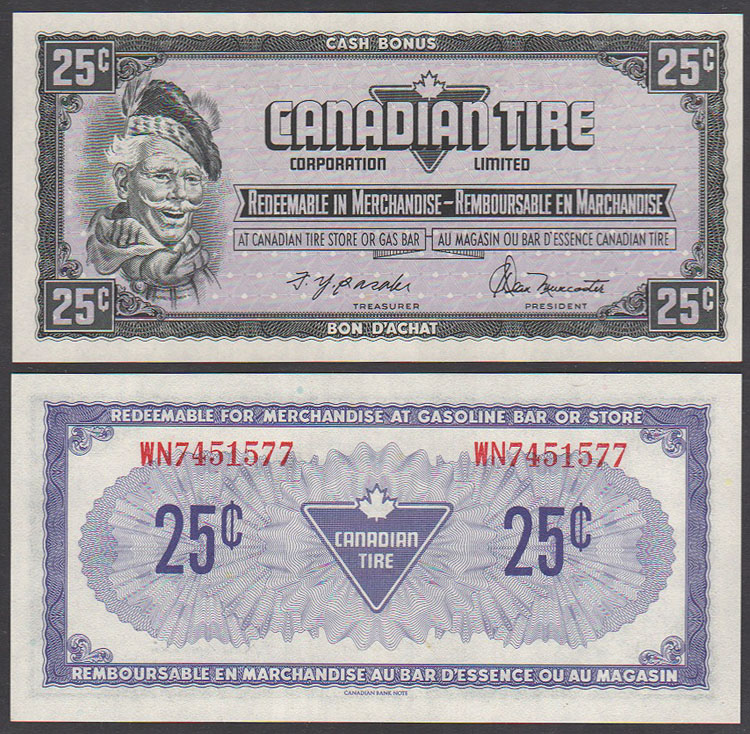 CASH BONUS
25¢ 25¢
CANADIAN TIRE
CORPORATION LIMITED
REDEEMABLE IN MERCHANDISE – REMBOURSABLE EN MARCHANDISE
AT CANADIAN TIRE STORE OR GAS BAR AU MAGASIN OU BAR D'ESSENCE CANADIAN TIRE
Dean Muncaster
TREASURER PRESIDENT
25¢ 25¢
BON D'ACHAT
REDEEMABLE FOR MERCHANDISE AT GASOLINE BAR OR STORE
WN7451577 WN7451577
25¢ CANADIAN 25¢
TIRE
REMBOURSABLE EN MARCHANDISE AU BAR D'ESSENCE OU AU MAGASIN
CANADIAN BANK NOTE